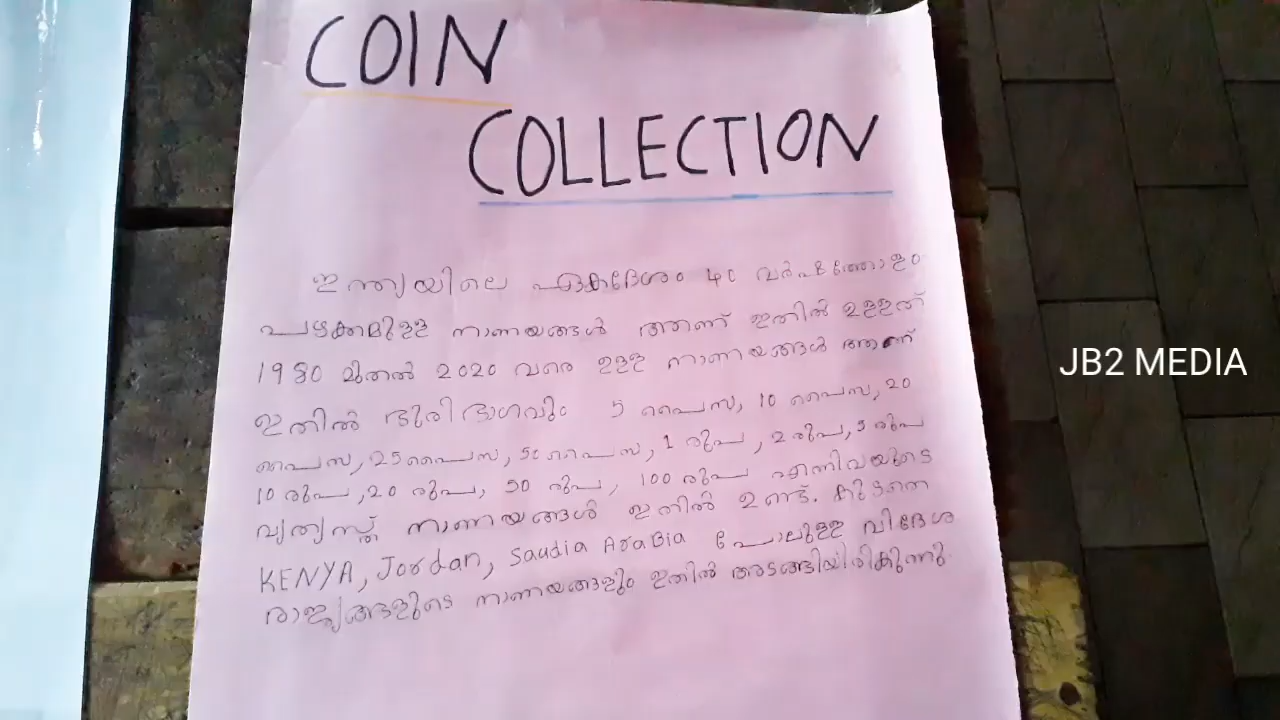 COIN
COLLECTION
ഇന്ത്യയിലെ ഏകദേശം 40 വർഷത്തോളം
പഴക്കമുള്ള നാണയങ്ങൾ ആണ് ഇതിൽ ഉള്ളത്
1980 മുതൽ 2020 വരെ ഉള്ള നാണയങ്ങൾ ആണ്
ഇതിൽ ഭൂരിഭാഗവും 5 പൈസ, 10 പൈസ, 20
പൈസ, 25 പൈസ, 50 പൈസ, 1 രൂപ, 2 രൂപ, 5 രൂപ
10 രൂപ, 20 രൂപ, 50 രൂപ, 100 രൂപ എന്നിവയുടെ
വ്യത്യസ്ത്ത് നാണയങ്ങൾ ഇതിൽ ഉണ്ട്. കൂടാതെ
KENYA, Jordan, Saudia AraBia പോലുള്ള വിദേശ
രാജ്യങ്ങളുടെ നാണയങ്ങളും ഇതിൽ അടങ്ങിയിരികുന്നു
JB2 MEDIA